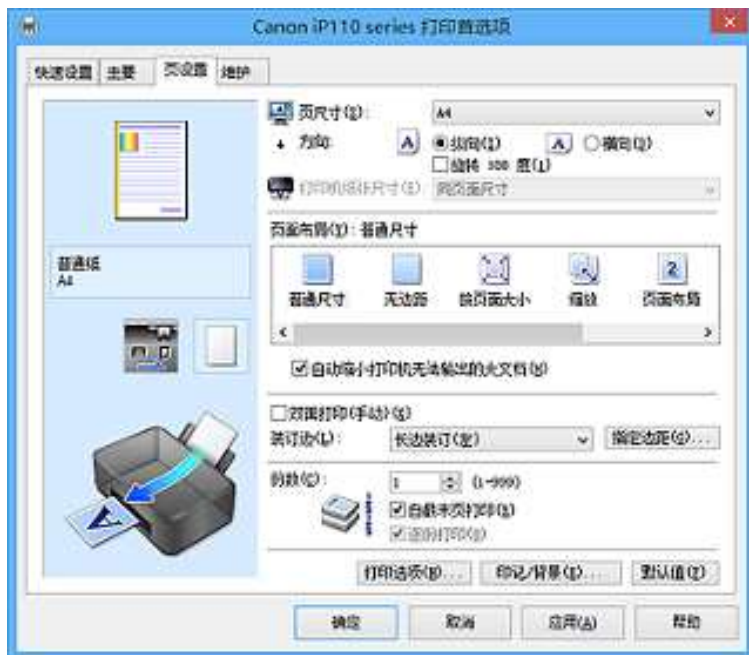 Canon iP110 series 打印首选项
快速设置 主要 页设置 维护
页尺寸(Z): A4
方向: A 纵向(I) A 横向(Q)
旋转 180 度(T)
打印机纸张尺寸(E) 同页面尺寸
页面布局(Y): 普通尺寸
普通纸
A4
普通尺寸 无边距 按页面大小 缩放 页面布局
自动缩小打印机无法输出的大文档(N)
双面打印(手动)(X)
装订边(L): 长边装订(左) 指定边距(G)...
份数(C): 1 (1-999)
自最末页打印(S)
逐份打印(O)
打印选项(B)... 印记/背景(P)... 默认值(F)
确定 取消 应用(A) 帮助